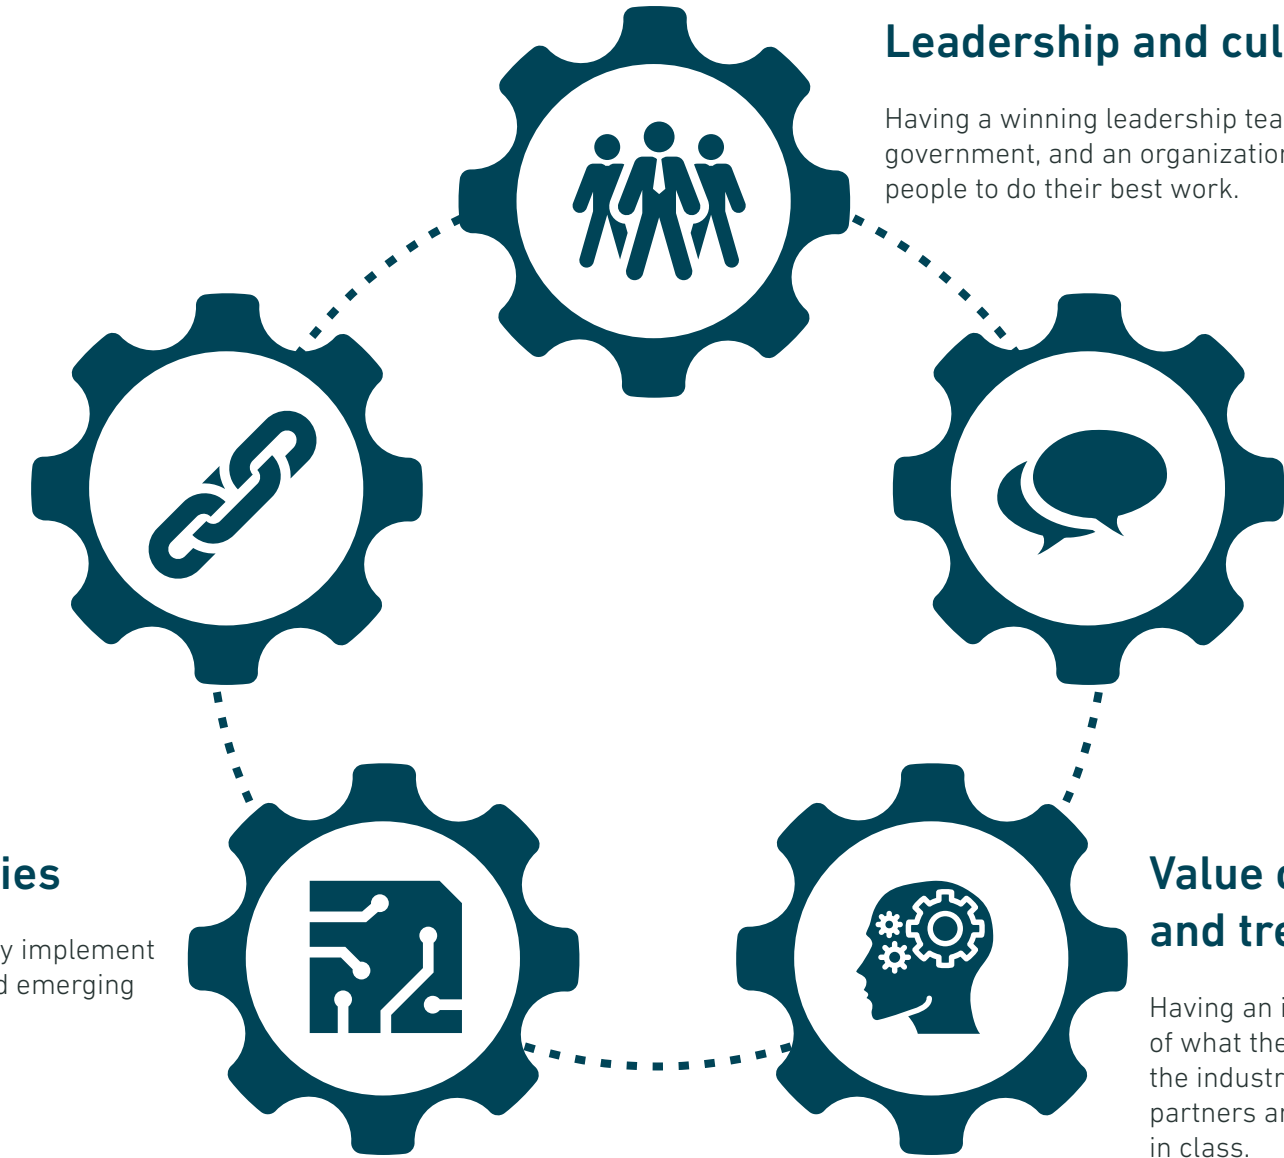 Leadership and cul
Having a winning leadership tea
government, and an organization
people to do their best work.
ies
y implement
d emerging
Value
and tre
Having an i
of what the
the industr
partners ar
in class.